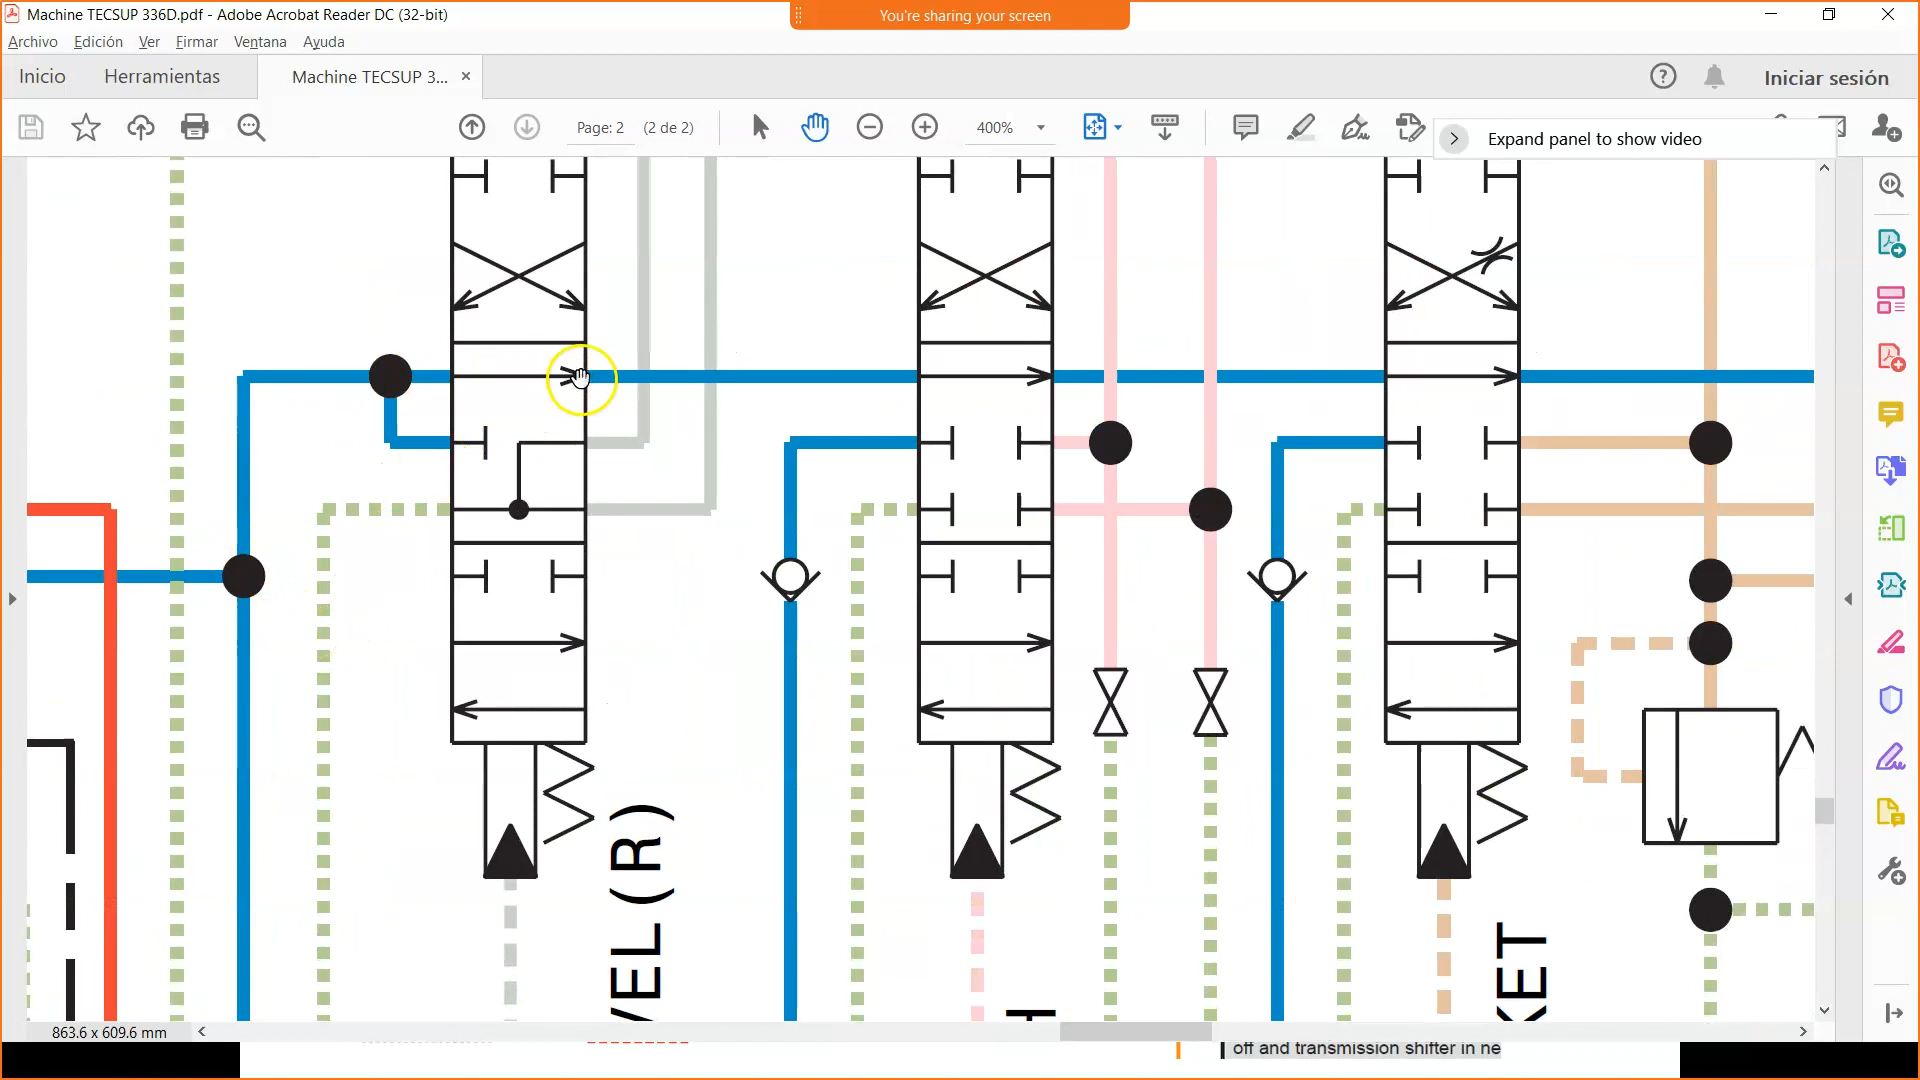 Machine TECSUP 336D.pdf - Adobe Acrobat Reader DC (32-bit)
You're sharing your screen
Archivo Edición Ver Firmar Ventana Ayuda
Inicio Herramientas Machine TECSUP 3... × Iniciar sesión
Page: 2 (2 de 2) 400% Expand panel to show video
VEL(R)
H
KET
863.6 x 609.6 mm
off and transmission shifter in ne